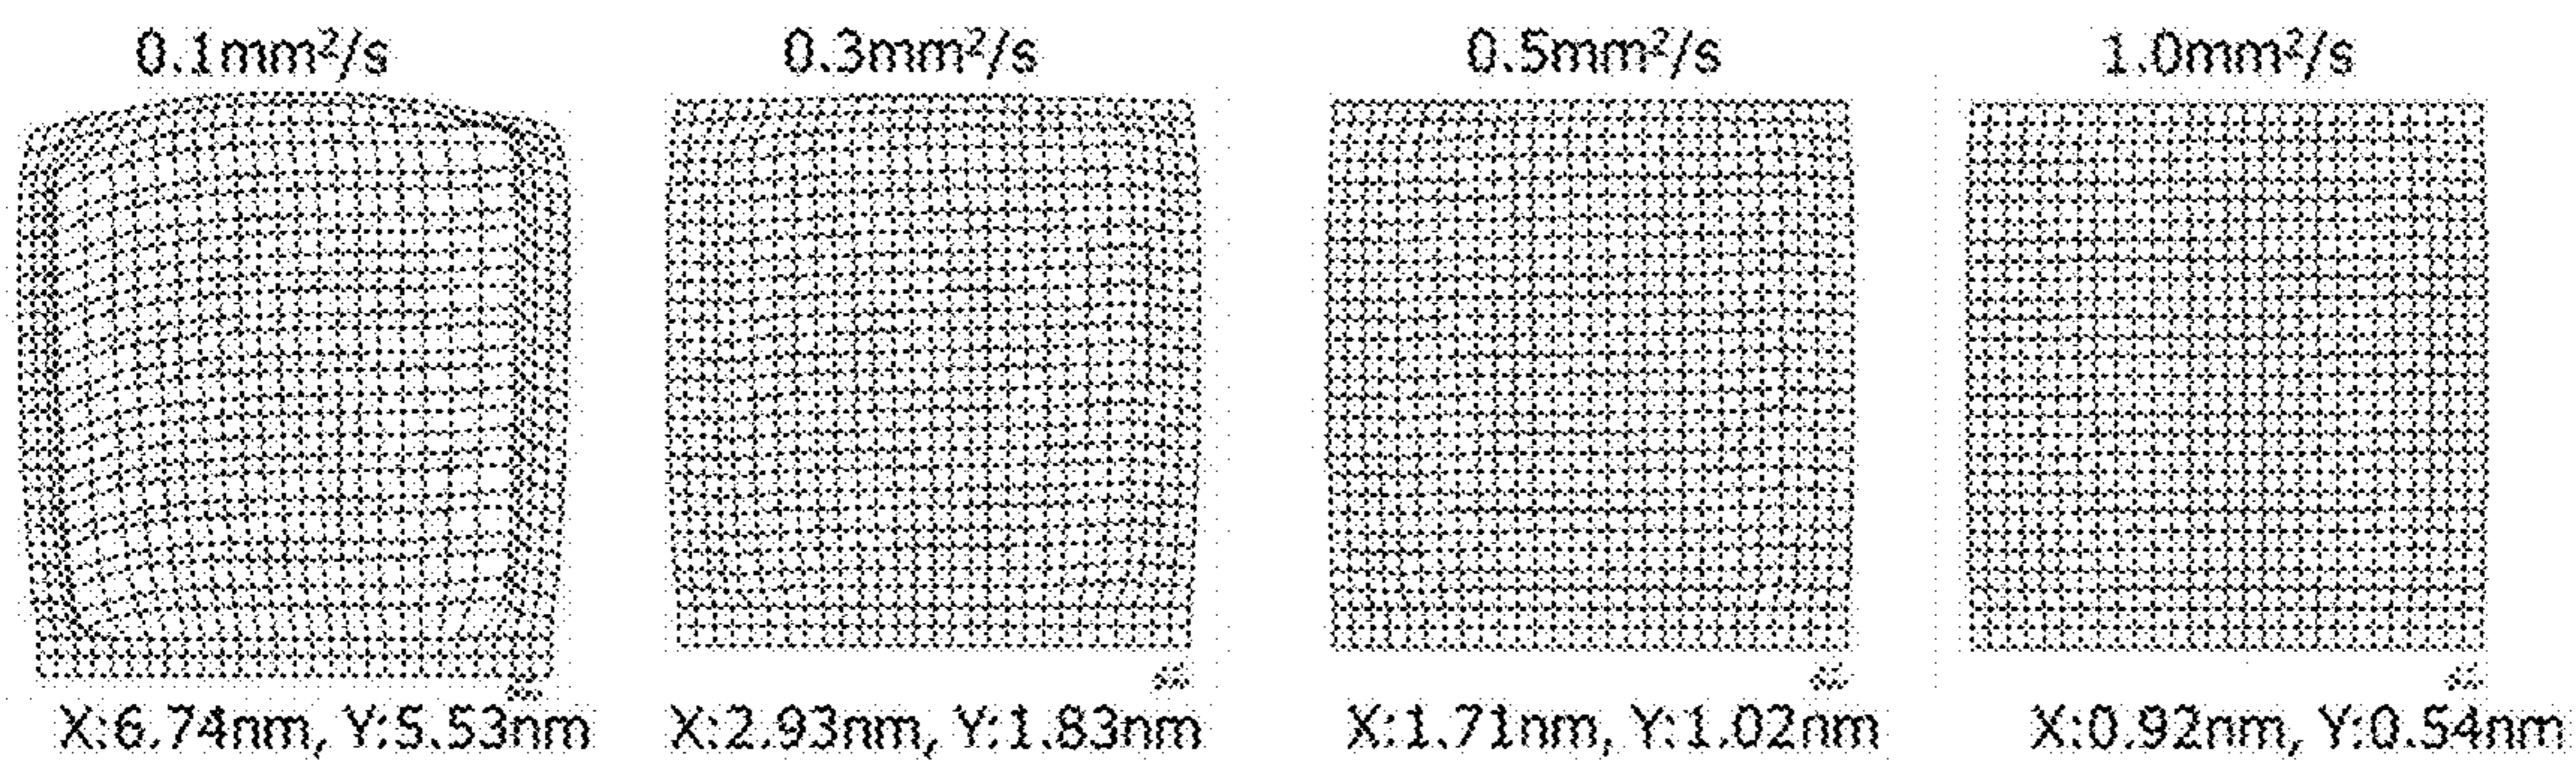 0.1mm²/s
0.3mm²/s
0.5mm²/s
1.0mm²/s
X:6.74nm, Y:5.53nm
X:2.93nm, Y:1.83nm
X:1.71nm, Y:1.02nm
X:0.92nm, Y:0.54nm